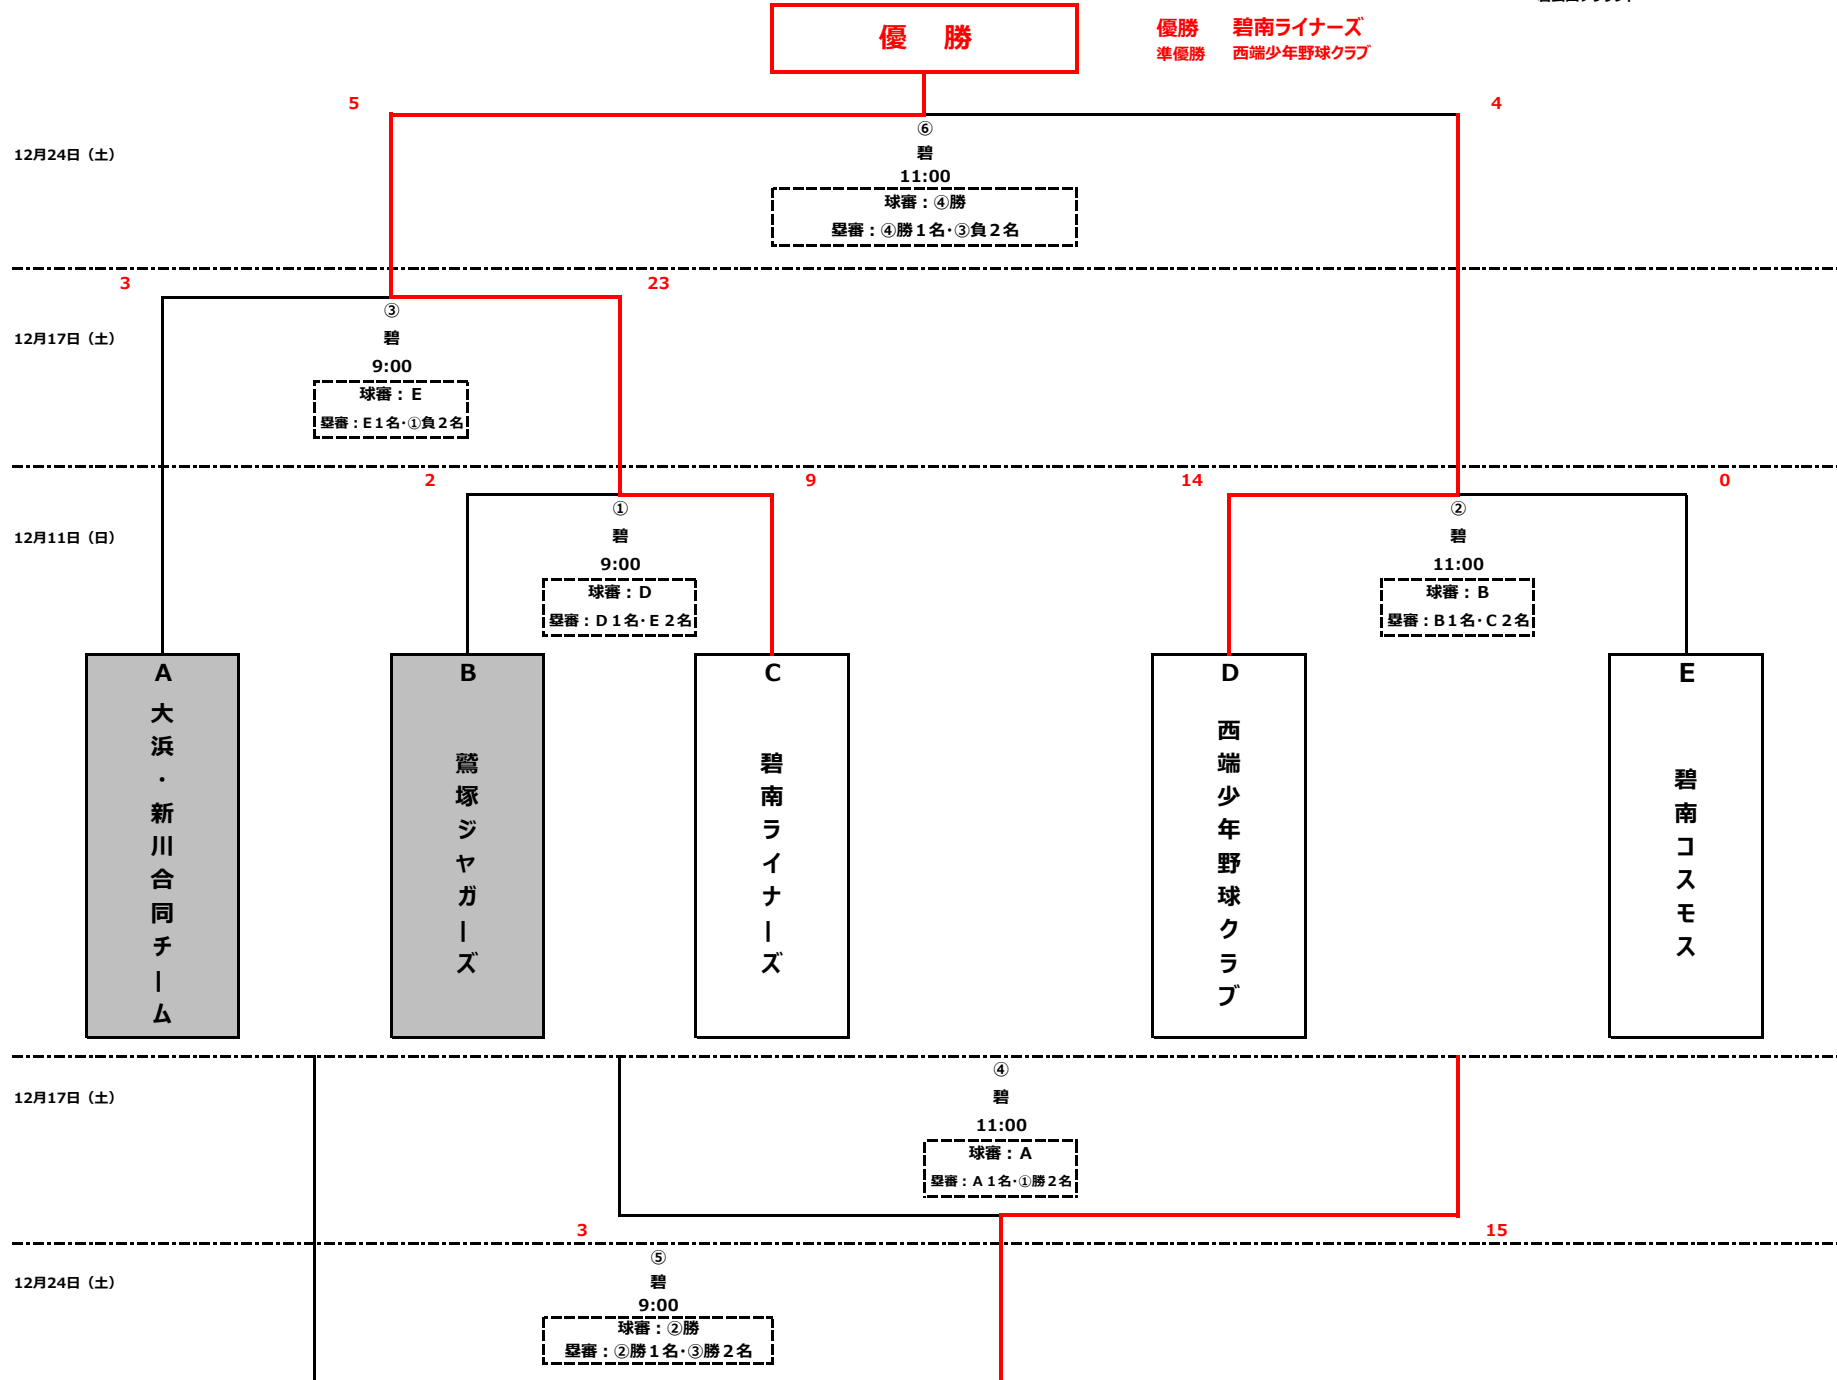 優　勝
優勝　碧南ライナーズ
準優勝　西端少年野球クラブ
5
4
12月24日（土）
⑥
碧
11:00
球審：④勝
塁審：④勝１名･③負２名
3
23
12月17日（土）
③
碧
9:00
球審：E
塁審：E１名･①負２名
2
9
14
0
12月11日（日）
①
碧
9:00
球審：D
塁審：D１名･E２名
②
碧
11:00
球審：B
塁審：B１名･C２名
A
大浜・新川合同チーム
B
鷲塚ジャガーズ
C
碧南ライナーズ
D
西端少年野球クラブ
E
碧南コスモス
12月17日（土）
④
碧
11:00
球審：A
塁審：A１名･①勝２名
3
15
12月24日（土）
⑤
碧
9:00
球審：②勝
塁審：②勝１名･③勝２名